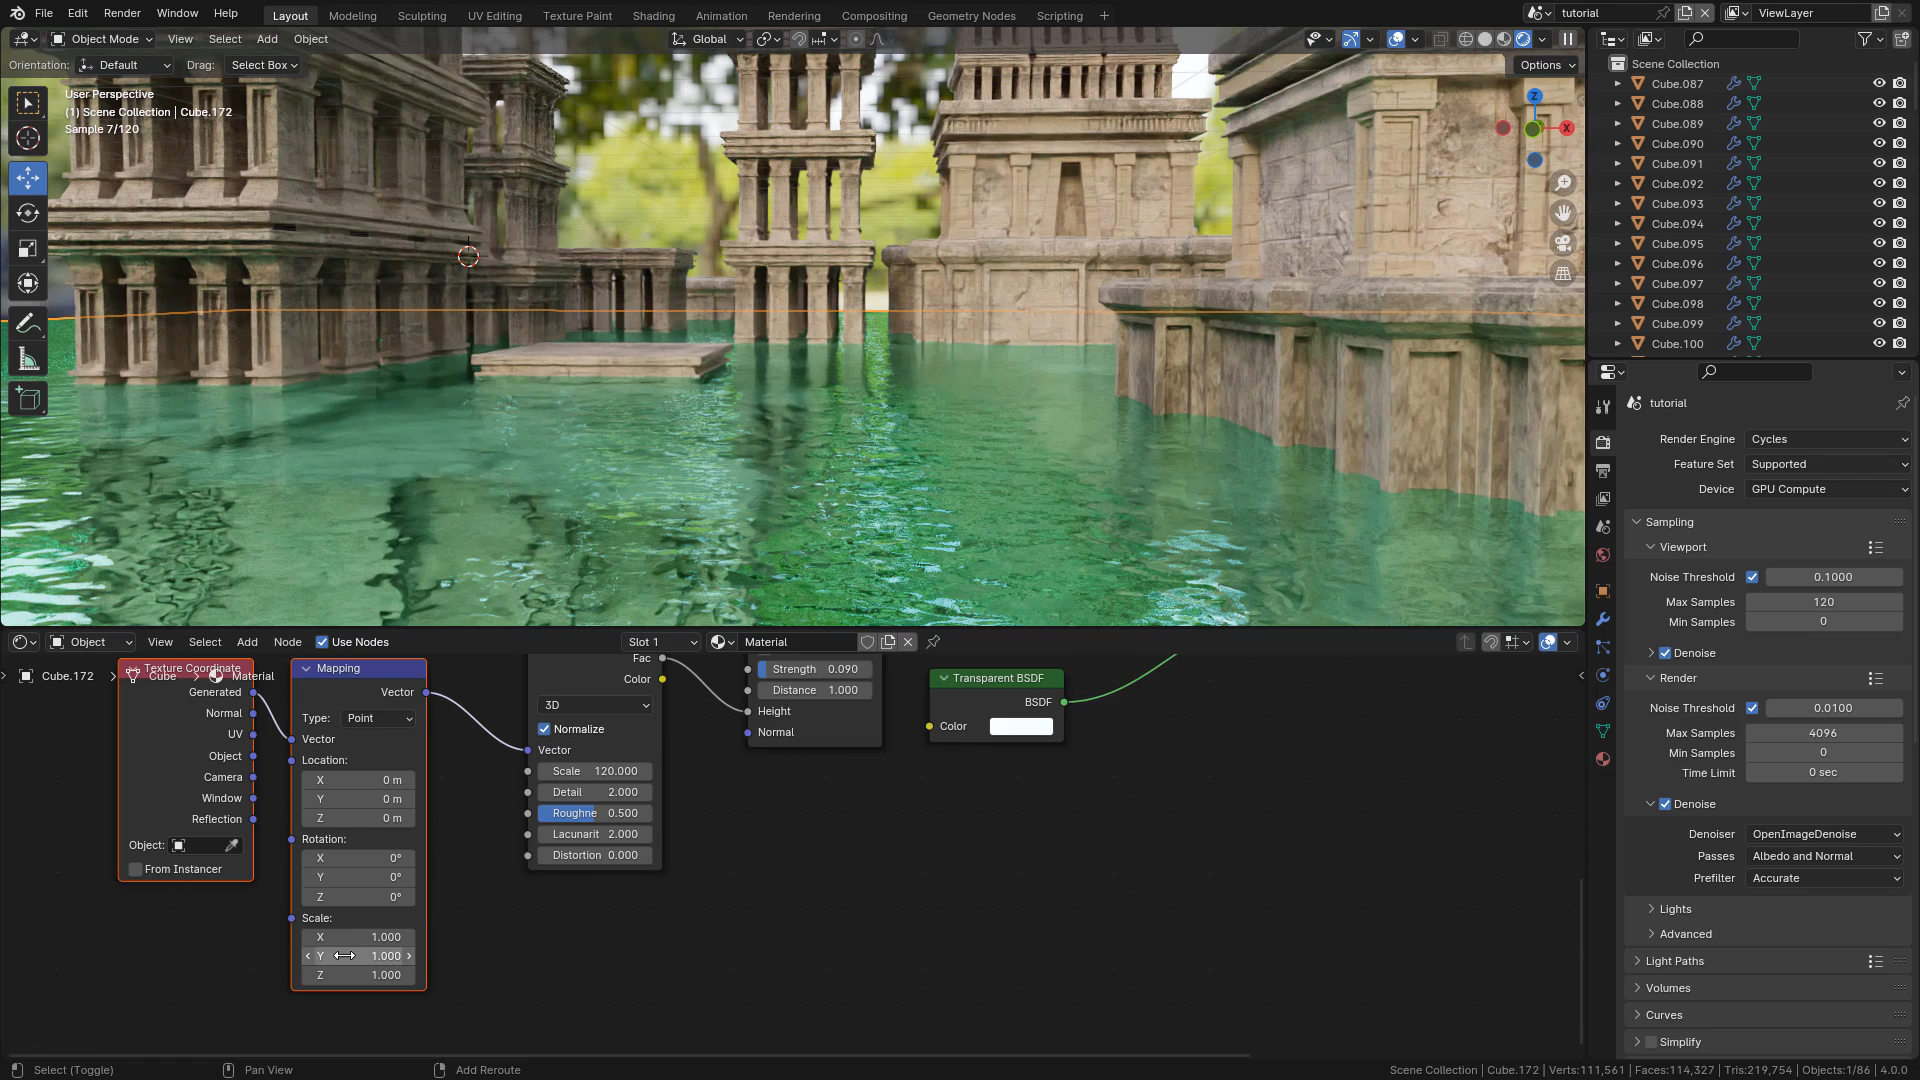 File Edit Render Window Help
Layout Modeling Sculpting UV Editing Texture Paint Shading Animation Rendering Compositing Geometry Nodes Scripting +
tutorial
ViewLayer
Object Mode View Select Add Object
Global
Orientation: Default Drag: Select Box
Options
User Perspective
(1) Scene Collection | Cube.172
Sample 7/120
Z
X
Scene Collection
Cube.087
Cube.088
Cube.089
Cube.090
Cube.091
Cube.092
Cube.093
Cube.094
Cube.095
Cube.096
Cube.097
Cube.098
Cube.099
Cube.100
tutorial
Render Engine Cycles
Feature Set Supported
Device GPU Compute
Sampling
Viewport
Noise Threshold 0.1000
Max Samples 120
Min Samples 0
Denoise
Render
Noise Threshold 0.0100
Max Samples 4096
Min Samples 0
Time Limit 0 sec
Denoise
Denoiser OpenImageDenoise
Passes Albedo and Normal
Prefilter Accurate
Lights
Advanced
Light Paths
Volumes
Curves
Simplify
Object View Select Add Node Use Nodes
Slot 1
Material
Cube.172 > Cube > Material
Texture Coordinate
Generated
Normal
UV
Object
Camera
Window
Reflection
Object:
From Instancer
Mapping
Vector
Type: Point
Vector
Location:
X 0 m
Y 0 m
Z 0 m
Rotation:
X 0°
Y 0°
Z 0°
Scale:
X 1.000
Y 1.000
Z 1.000
Fac
Color
3D
Normalize
Vector
Scale 120.000
Detail 2.000
Roughne 0.500
Lacunarit 2.000
Distortion 0.000
Strength 0.090
Distance 1.000
Height
Normal
Transparent BSDF
BSDF
Color
Select (Toggle)
Pan View
Add Reroute
Scene Collection | Cube.172 | Verts:111,561 | Faces:114,327 | Tris:219,754 | Objects:1/86 | 4.0.0